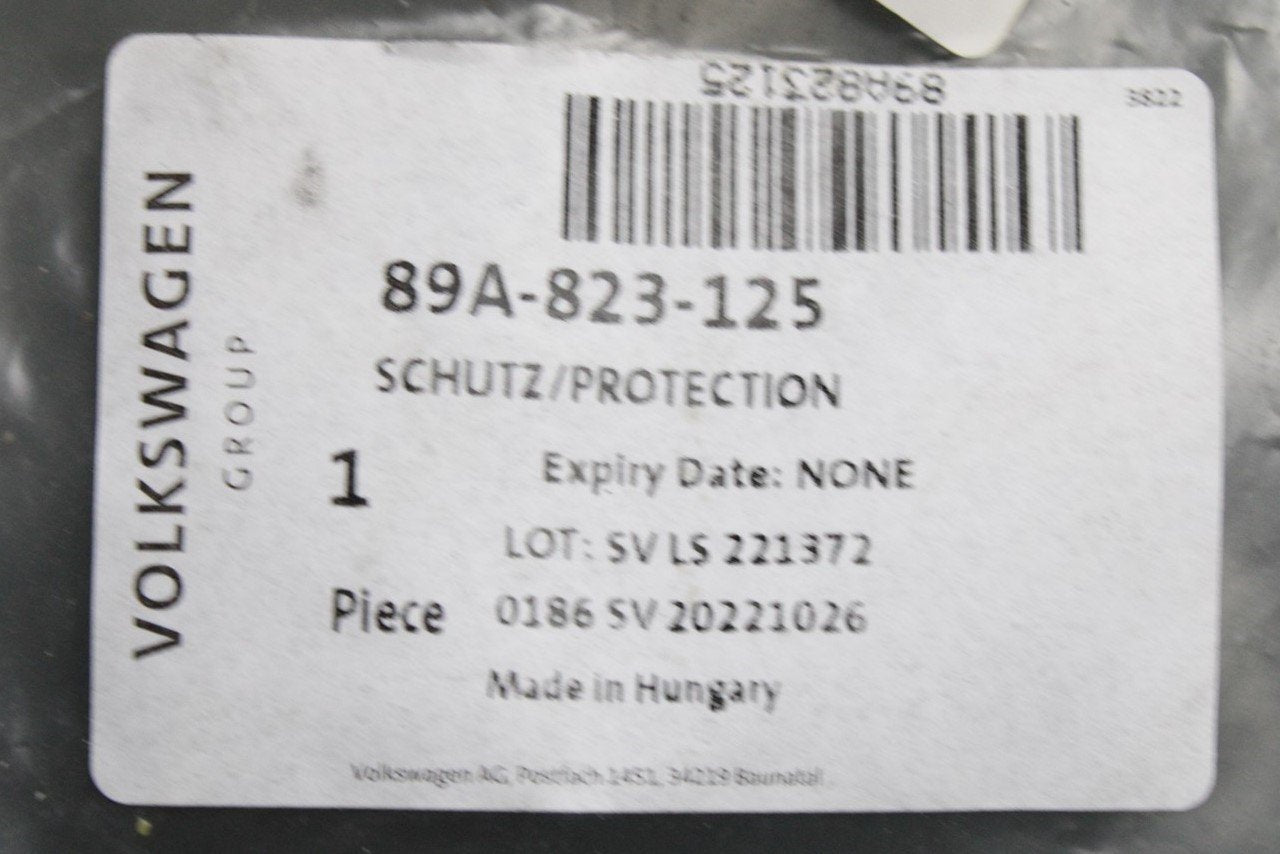 89A823125
3822
VOLKSWAGEN
GROUP
89A-823-125
SCHUTZ/PROTECTION
1
Expiry Date: NONE
LOT: SV LS 221372
Piece
0186 SV 20221026
Made in Hungary
Volkswagen AG, Postfach 1451, 34219 Baunatal